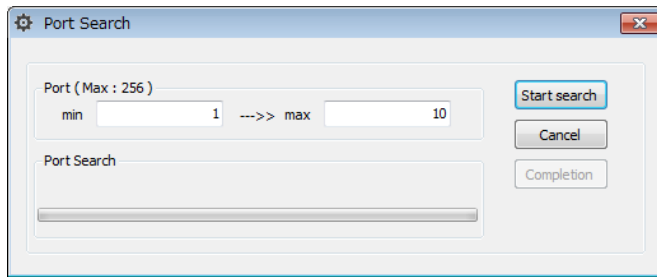 Port Search
Port ( Max : 256 )
min 1 --->> max 10
Start search
Cancel
Port Search
Completion